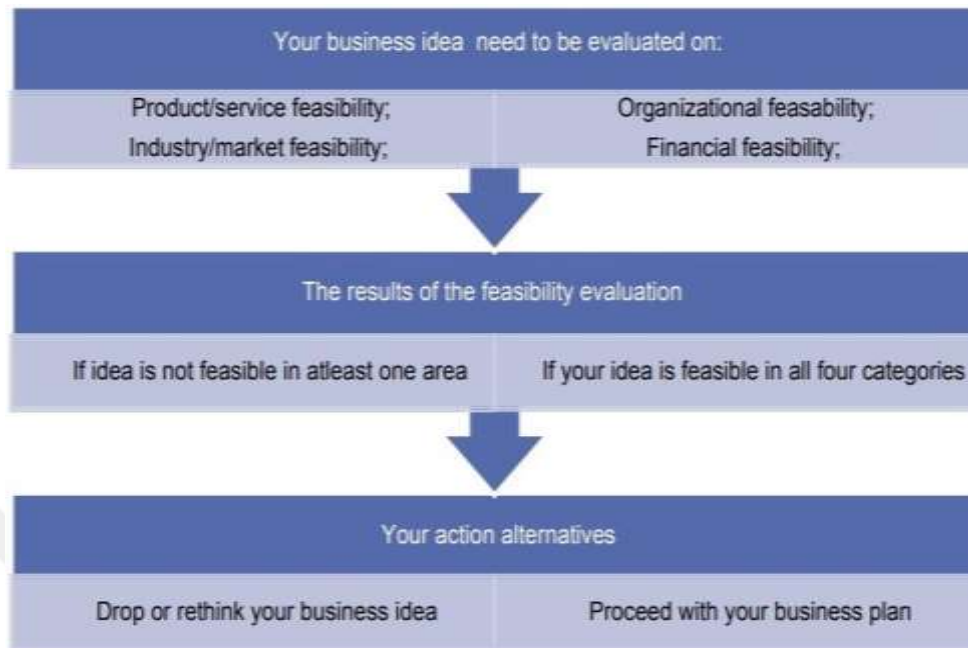 Your business idea need to be evaluated on:
Product/service feasibility;
Industry/market feasibility;
Organizational feasability;
Financial feasibility;
The results of the feasibility evaluation
If idea is not feasible in atleast one area
If your idea is feasible in all four categories
Your action alternatives
Drop or rethink your business idea
Proceed with your business plan